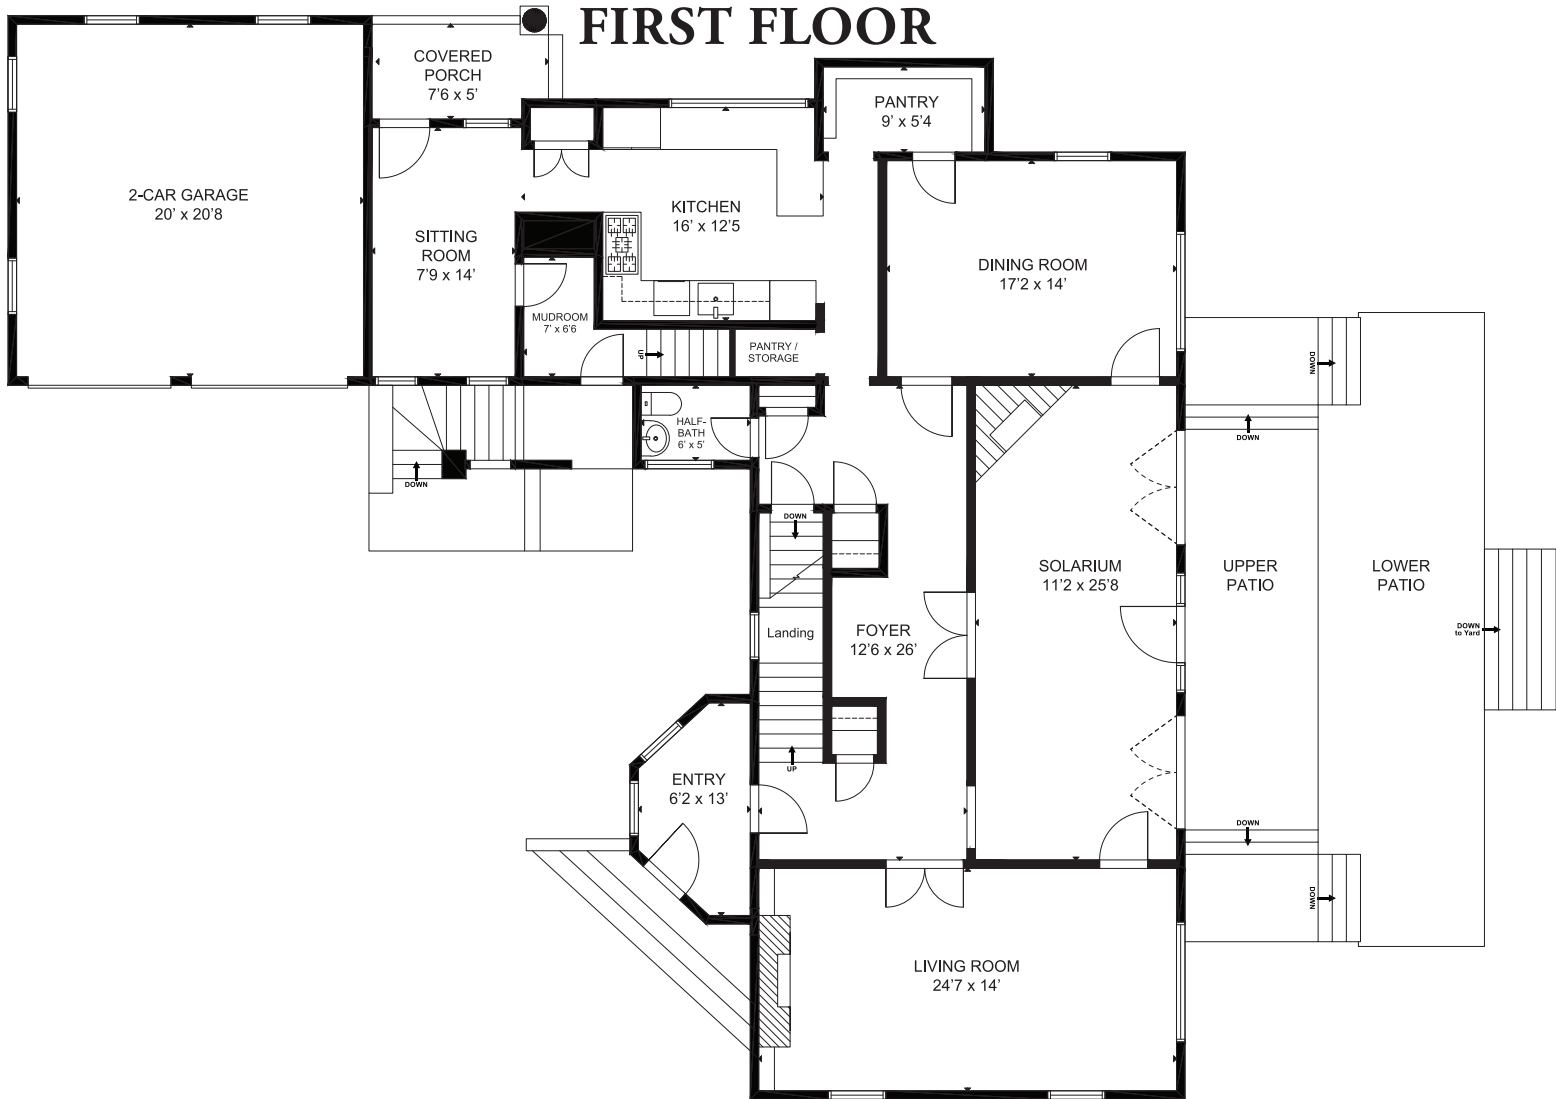 FIRST FLOOR
COVERED
PORCH
7'6 x 5'
PANTRY
9' x 5'4
2-CAR GARAGE
20' x 20'8
SITTING
ROOM
7'9 x 14'
KITCHEN
16' x 12'5
DINING ROOM
17'2 x 14'
MUDROOM
7' x 6'6
UP
PANTRY /
STORAGE
DOWN
HALF-
BATH
6' x 5'
DOWN
DOWN
DOWN
SOLARIUM
11'2 x 25'8
UPPER
PATIO
LOWER
PATIO
Landing
FOYER
12'6 x 26'
DOWN
to Yard
UP
ENTRY
6'2 x 13'
DOWN
DOWN
LIVING ROOM
24'7 x 14'